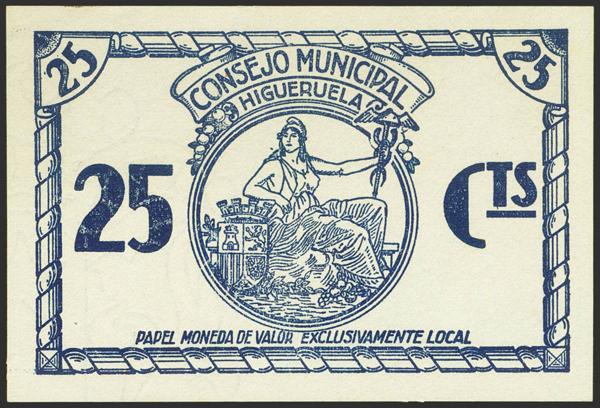 25 25
CONSEJO MUNICIPAL
HIGUERUELA
25 CTS
PAPEL MONEDA DE VALOR EXCLUSIVAMENTE LOCAL